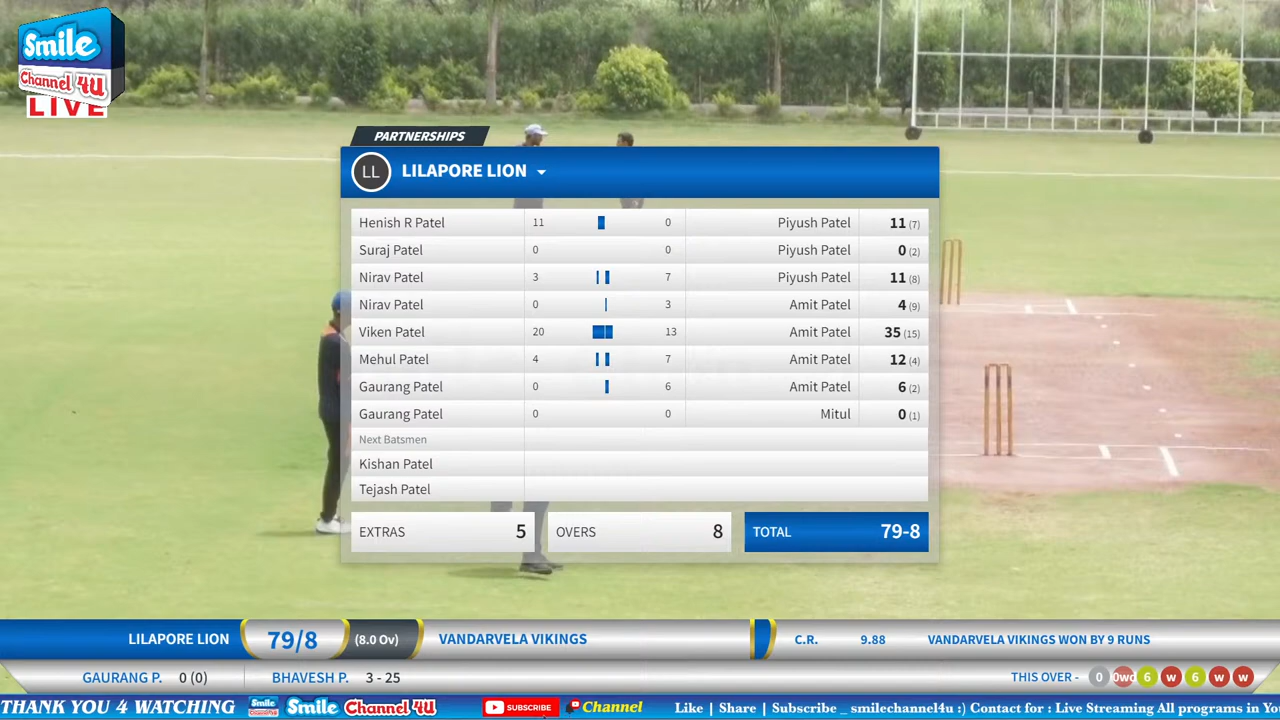 Smile
Channel 4U
LIVE
PARTNERSHIPS
LL LILAPORE LION
Henish R Patel 11 0 Piyush Patel 11 (7)
Suraj Patel 0 0 Piyush Patel 0 (2)
Nirav Patel 3 7 Piyush Patel 11 (8)
Nirav Patel 0 3 Amit Patel 4 (9)
Viken Patel 20 13 Amit Patel 35 (15)
Mehul Patel 4 7 Amit Patel 12 (4)
Gaurang Patel 0 6 Amit Patel 6 (2)
Gaurang Patel 0 0 Mitul 0 (1)
Next Batsmen
Kishan Patel
Tejash Patel
EXTRAS 5 OVERS 8 TOTAL 79-8
LILAPORE LION 79/8 (8.0 Ov) VANDARVELA VIKINGS C.R. 9.88 VANDARVELA VIKINGS WON BY 9 RUNS
GAURANG P. 0 (0) BHAVESH P. 3 - 25 THIS OVER - 0 0wd 6 w 6 w w
THANK YOU 4 WATCHING Smile Smile Channel 4U SUBSCRIBE Channel Like | Share | Subscribe _ smilechannel4u :) Contact for : Live Streaming All programs in Yo